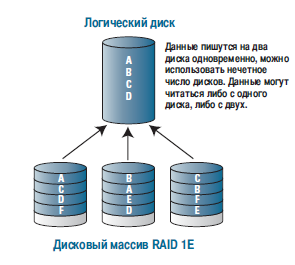 Логический диск
Данные пишутся на два
диска одновременно, можно
использовать нечетное
число дисков. Данные могут
читаться либо с одного
диска, либо с двух.
A
B
C
D
A
C
D
F
B
A
E
D
C
B
F
E
Дисковый массив RAID 1E